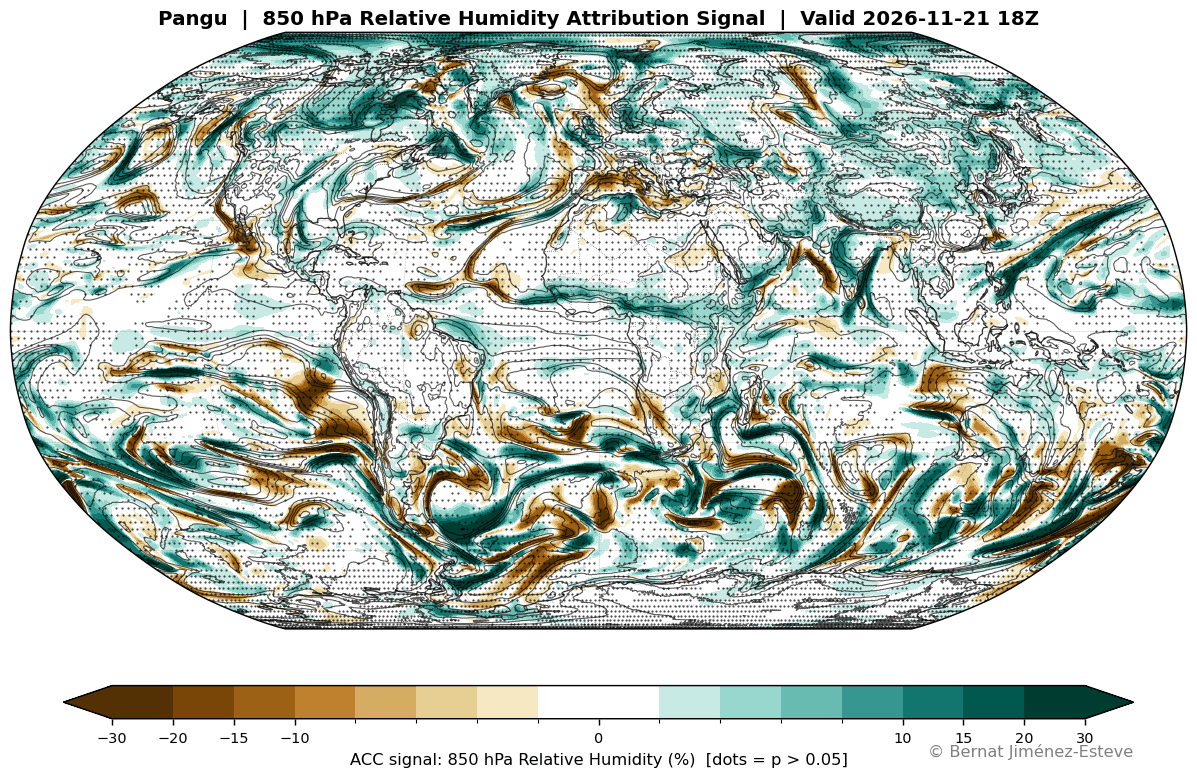 Pangu | 850 hPa Relative Humidity Attribution Signal | Valid 2026-11-21 18Z
−30 −20 −15 −10 0 10 15 20 30
ACC signal: 850 hPa Relative Humidity (%) [dots = p > 0.05]
© Bernat Jiménez-Esteve